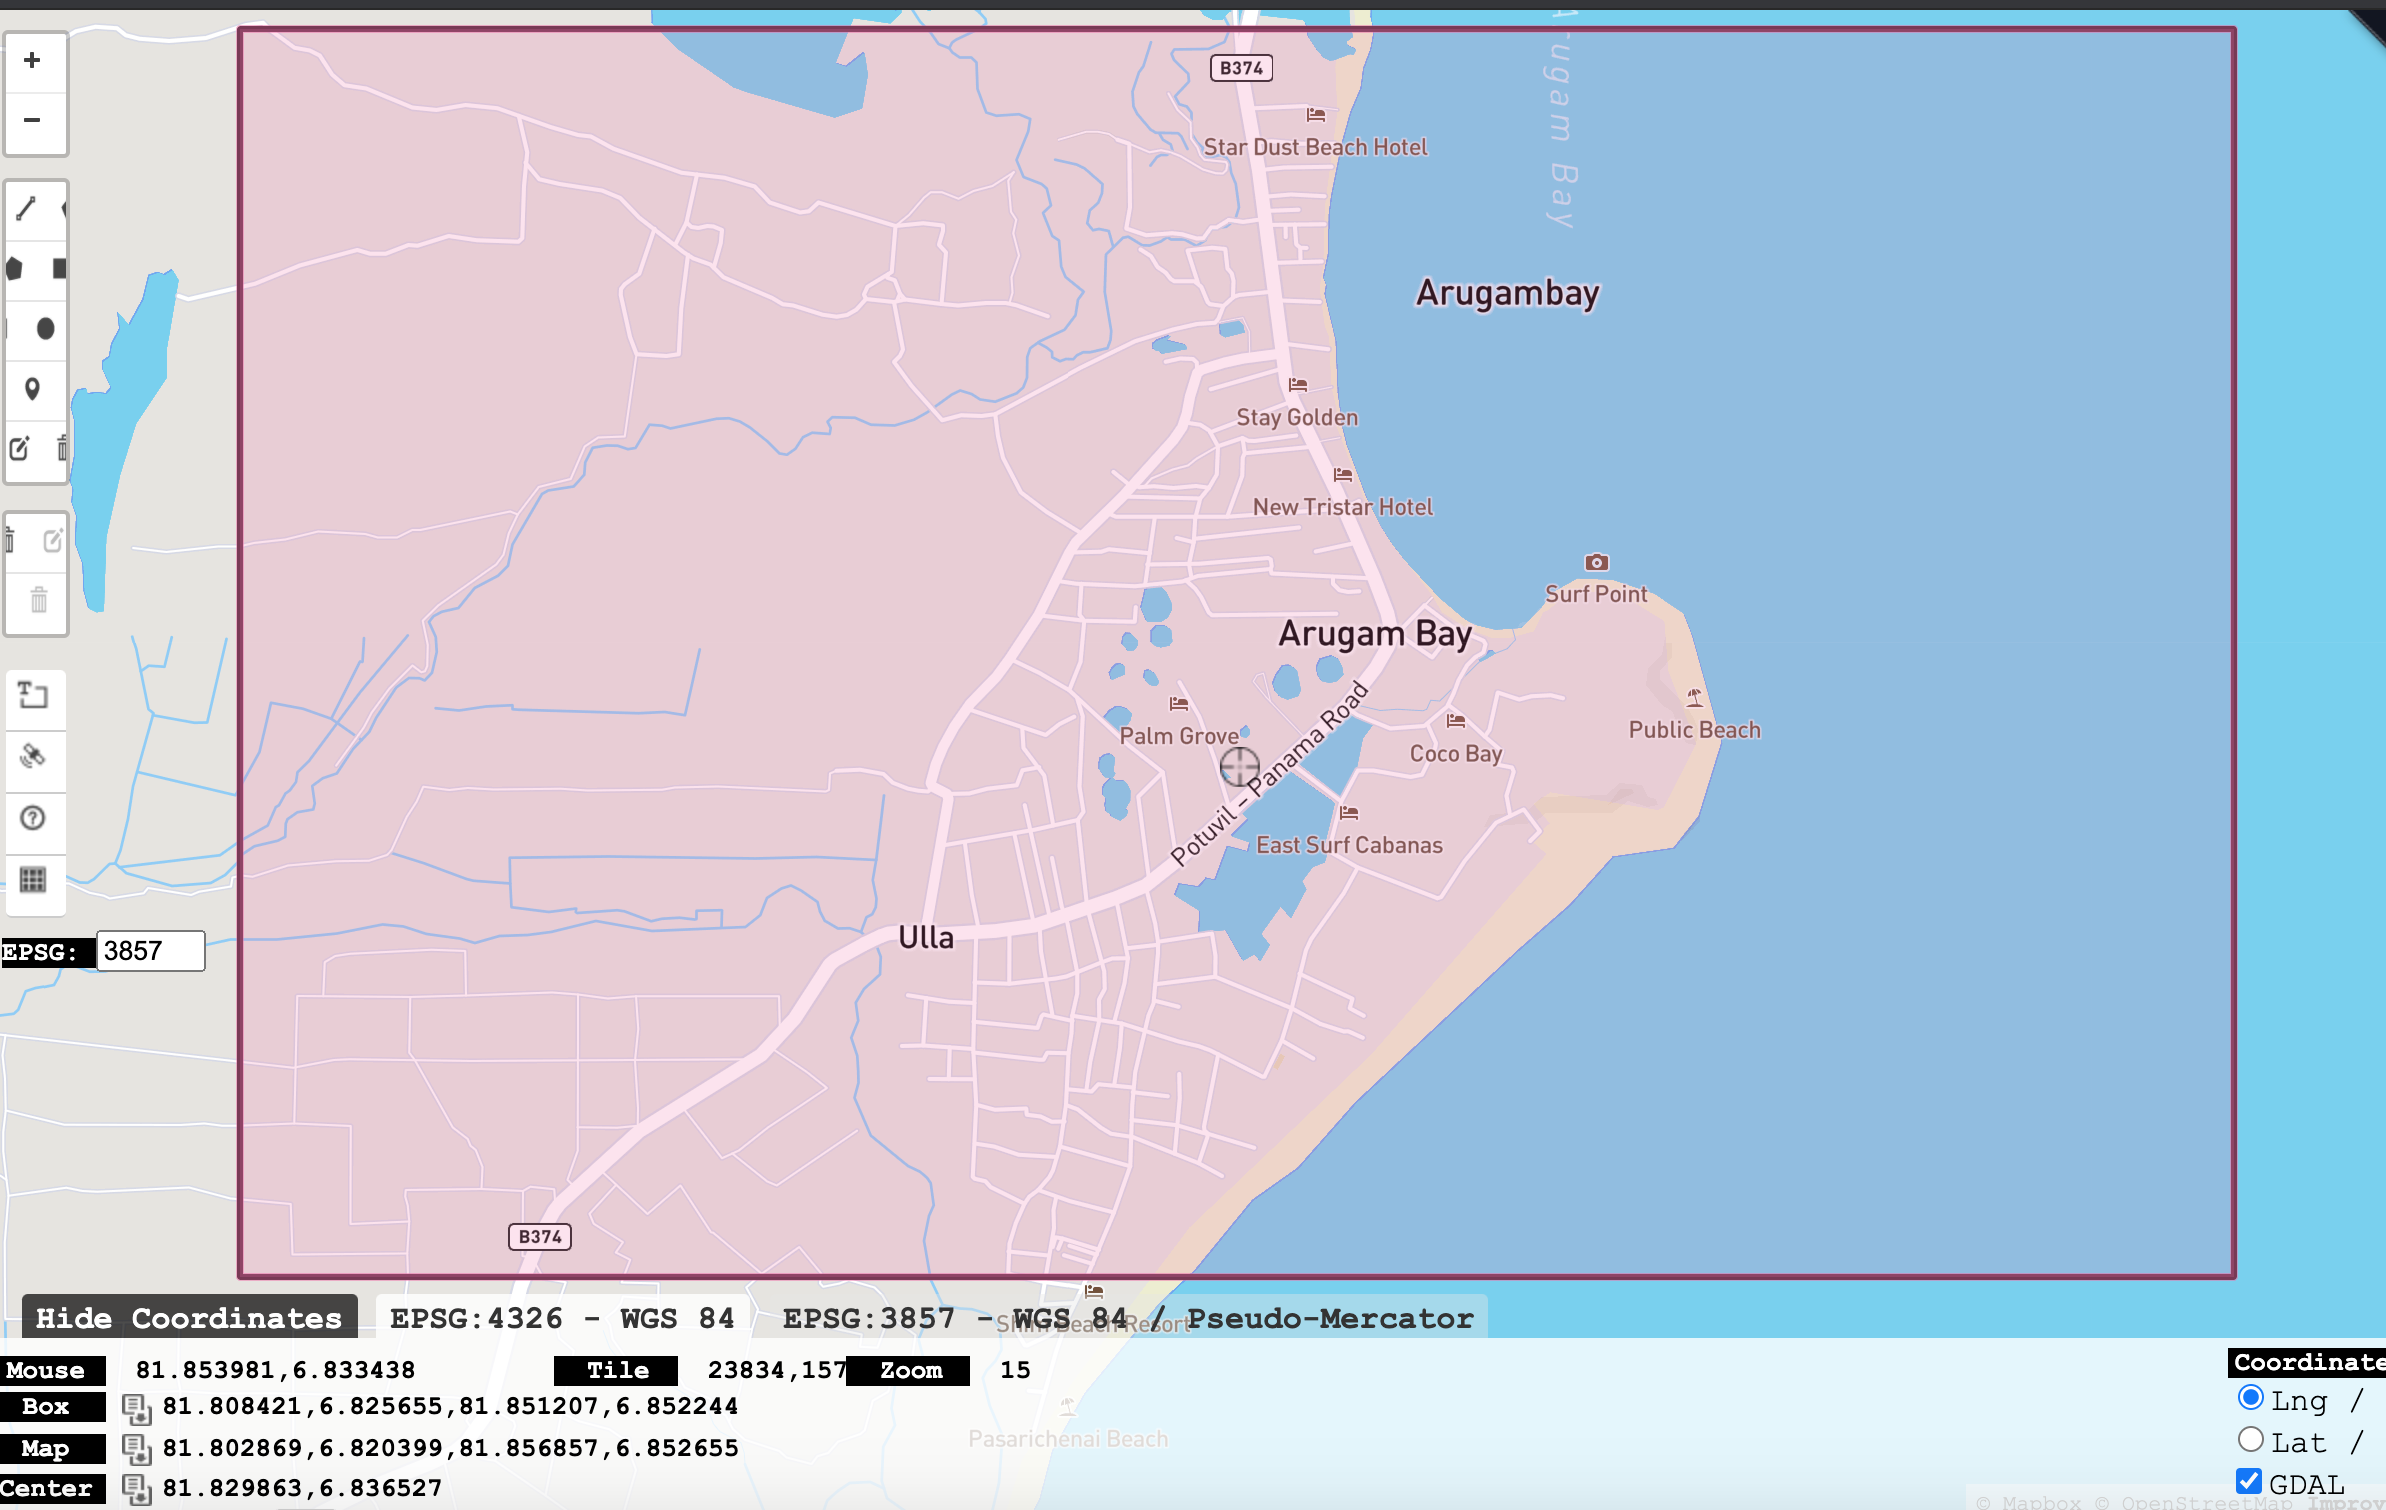 +
B374
Arugam Bay
−
Star Dust Beach Hotel
Arugambay
Stay Golden
New Tristar Hotel
Surf Point
Arugam Bay
T
Palm Grove
Potuvil – Panama Road
Coco Bay
Public Beach
?
East Surf Cabanas
Ulla
EPSG: 3857
B374
Hide Coordinates EPSG:4326 - WGS 84 EPSG:3857 - WGS 84 / Pseudo-Mercator
Shim Beach Resort
Mouse 81.853981,6.833438 Tile 23834,157 Zoom 15
Coordinate
Box 81.808421,6.825655,81.851207,6.852244
Lng /
Map 81.802869,6.820399,81.856857,6.852655
Lat /
Pasarichenai Beach
Center 81.829863,6.836527
GDAL
© Mapbox © OpenStreetMap Improv